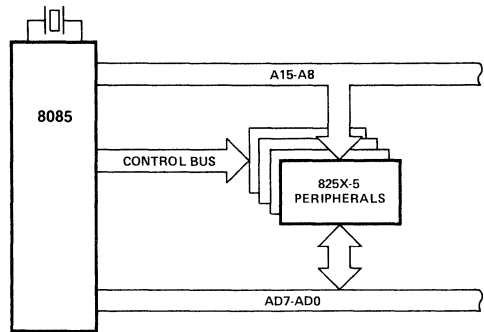 A15-A8
8085
CONTROL BUS
825X-5
PERIPHERALS
AD7-AD0